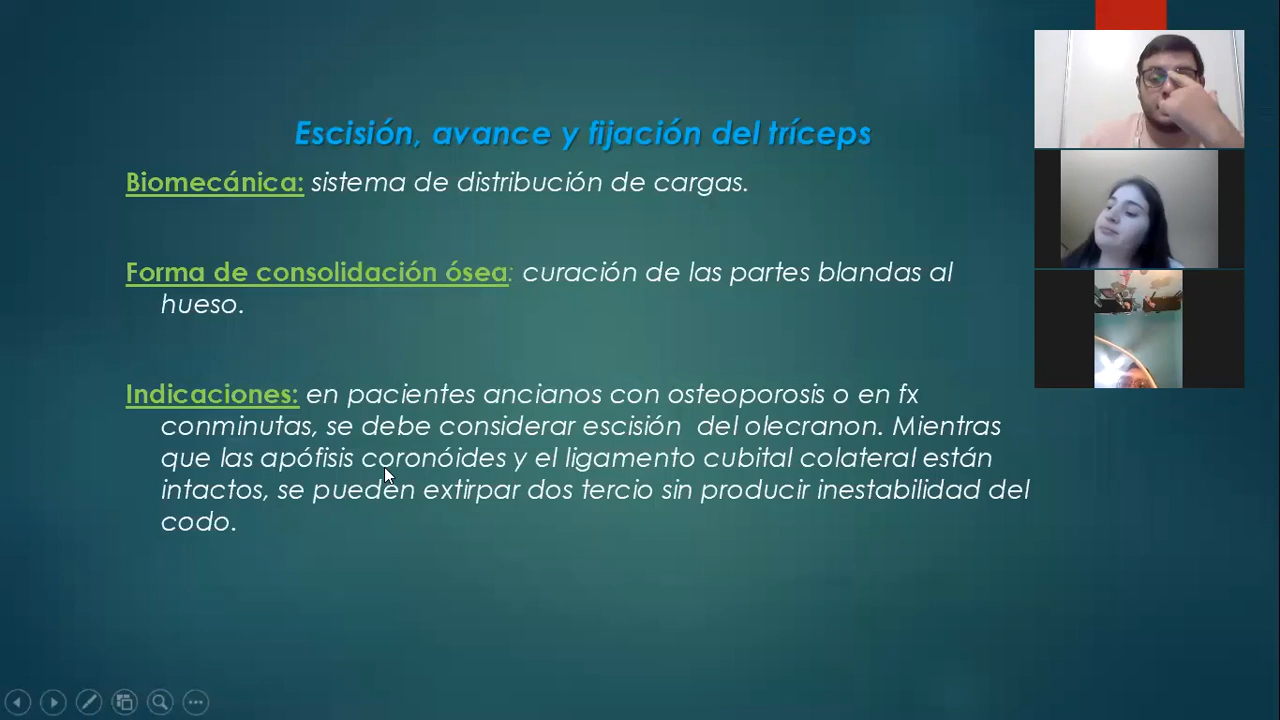 Escisión, avance y fijación del tríceps
Biomecánica: sistema de distribución de cargas.
Forma de consolidación ósea: curación de las partes blandas al
hueso.
Indicaciones: en pacientes ancianos con osteoporosis o en fx
conminutas, se debe considerar escisión  del olecranon. Mientras
que las apófisis coronóides y el ligamento cubital colateral están
intactos, se pueden extirpar dos tercio sin producir inestabilidad del
codo.